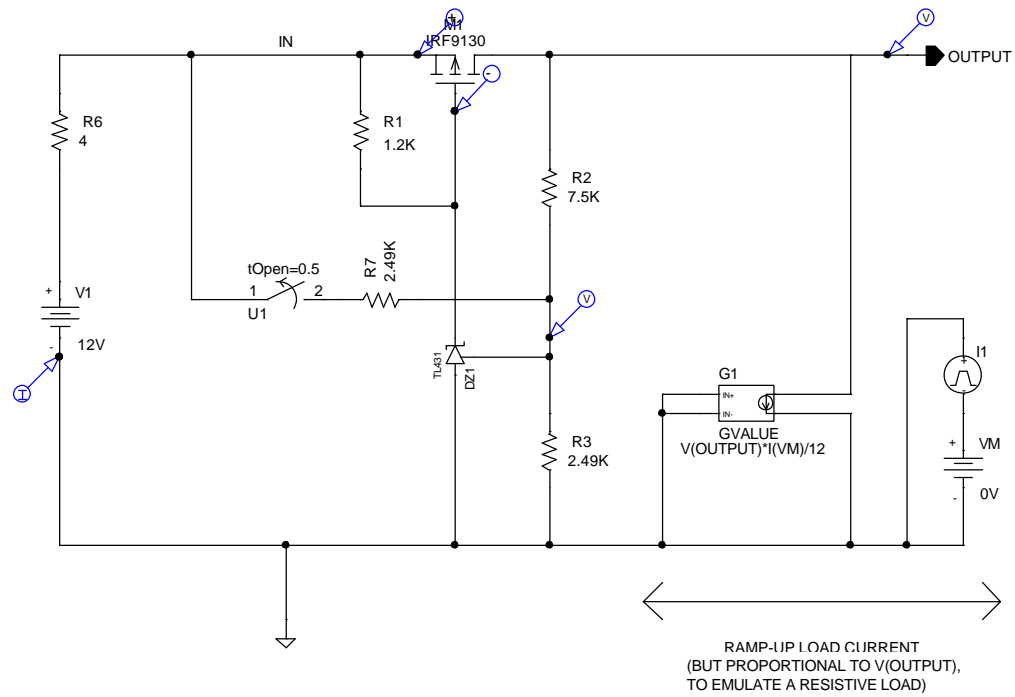 M1
IRF9130
IN
+
V
OUTPUT
-
R6
4
R1
1.2K
R2
7.5K
tOpen=0.5
R7
2.49K
1
2
U1
+
V1
-
12V
I
V
TL431
DZ1
G1
IN+
IN-
GVALUE
V(OUTPUT)*I(VM)/12
I1
+
-
R3
2.49K
+
VM
-
0V
RAMP-UP LOAD CURRENT
(BUT PROPORTIONAL TO V(OUTPUT),
TO EMULATE A RESISTIVE LOAD)